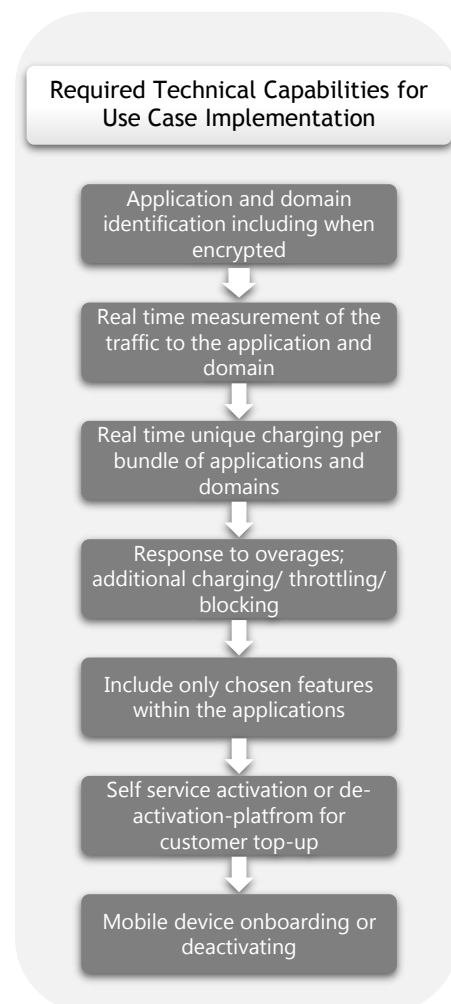 Required Technical Capabilities for
Use Case Implementation
Application and domain
identification including when
encrypted
Real time measurement of the
traffic to the application and
domain
Real time unique charging per
bundle of applications and
domains
Response to overages;
additional charging/ throttling/
blocking
Include only chosen features
within the applications
Self service activation or de-
activation-platfrom for
customer top-up
Mobile device onboarding or
deactivating